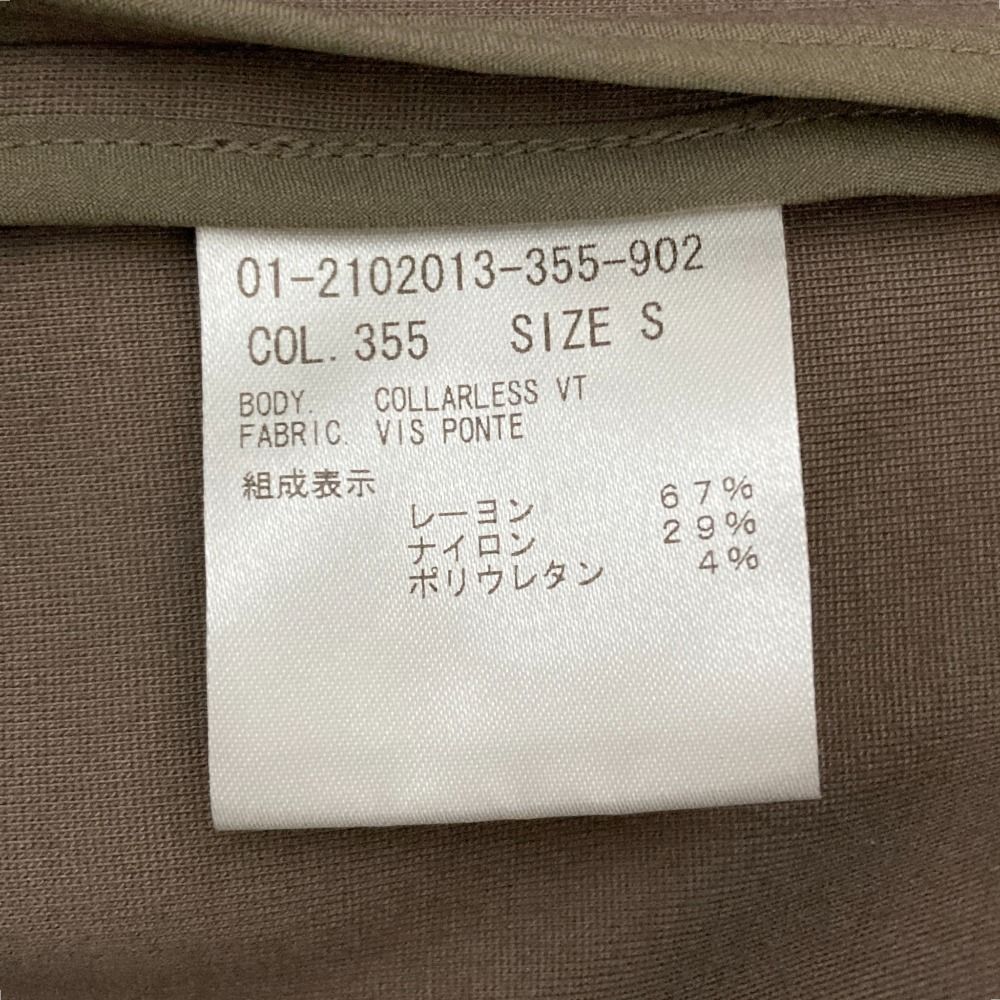 01-2102013-355-902
COL. 355 SIZE S
BODY. COLLARLESS VT
FABRIC. VIS PONTE
組成表示
レーヨン 67%
ナイロン 29%
ポリウレタン 4%